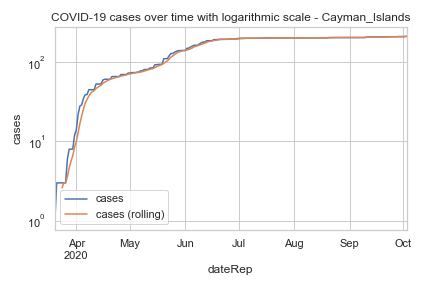 COVID-19 cases over time with logarithmic scale - Cayman_Islands
10²
10¹
10⁰
cases
cases
cases (rolling)
Apr
2020
May
Jun
Jul
Aug
Sep
Oct
dateRep